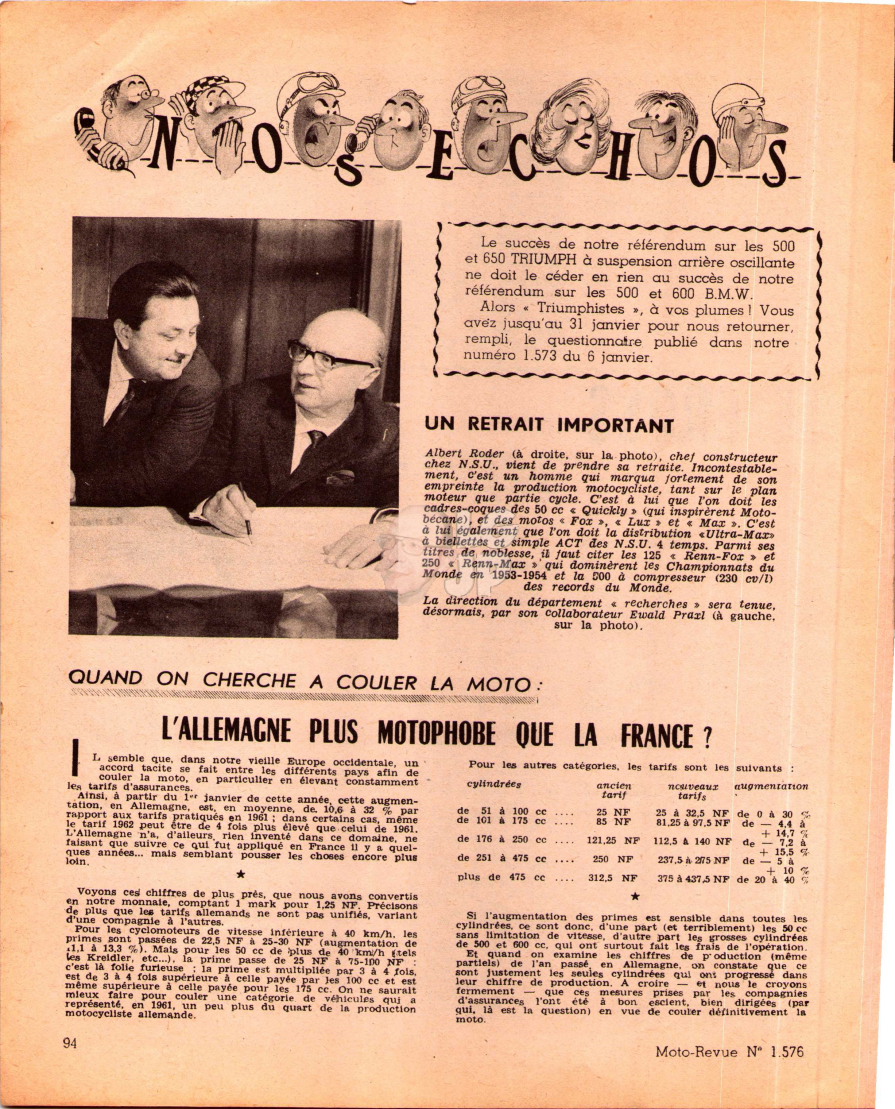 NOS ECHOS
Le succès de notre référendum sur les 500
et 650 TRIUMPH à suspension arrière oscillante
ne doit le céder en rien au succès de notre
référendum sur les 500 et 600 B.M.W.
Alors « Triumphistes », à vos plumes ! Vous
avez jusqu'au 31 janvier pour nous retourner,
rempli, le questionnaire publié dans notre
numéro 1.573 du 6 janvier.
UN RETRAIT IMPORTANT
Albert Roder (à droite, sur la photo), chef constructeur
chez N.S.U., vient de prendre sa retraite. Incontestable-
ment, c'est un homme qui marqua fortement de son
empreinte la production motocycliste, tant sur le plan
moteur que partie cycle. C'est à lui que l'on doit les
cadres-coques des 50 cc « Quickly » (qui inspirèrent Moto-
bécane), et des motos « Fox », « Lux » et « Max ». C'est
à lui également que l'on doit la distribution «Ultra-Max»
à biellettes et simple ACT des N.S.U. 4 temps. Parmi ses
titres de noblesse, il faut citer les 125 « Renn-Fox » et
250 « Renn-Max » qui dominèrent les Championnats du
Monde en 1953-1954 et la 500 à compresseur (230 cv/l)
des records du Monde.
La direction du département « recherches » sera tenue,
désormais, par son collaborateur Ewald Praxl (à gauche,
sur la photo).
QUAND ON CHERCHE A COULER LA MOTO :
L'ALLEMAGNE PLUS MOTOPHOBE QUE LA FRANCE ?
IL semble que, dans notre vieille Europe occidentale, un
accord tacite se fait entre les différents pays afin de
couler la moto, en particulier en élevant constamment
les tarifs d'assurances.
Ainsi, à partir du 1er janvier de cette année, cette augmen-
tation, en Allemagne, est, en moyenne, de 10,6 à 32 % par
rapport aux tarifs pratiqués en 1961 ; dans certains cas, même
le tarif 1962 peut être de 4 fois plus élevé que celui de 1961.
L'Allemagne n'a, d'ailleurs, rien inventé dans ce domaine, ne
faisant que suivre ce qui fut appliqué en France il y a quel-
ques années... mais semblant pousser les choses encore plus
loin.
★
Voyons ces chiffres de plus près, que nous avons convertis
en notre monnaie, comptant 1 mark pour 1,25 NF. Précisons
de plus que les tarifs allemands ne sont pas unifiés, variant
d'une compagnie à l'autres.
Pour les cyclomoteurs de vitesse inférieure à 40 km/h, les
primes sont passées de 22,5 NF à 25-30 NF (augmentation de
11,1 à 13,3 %). Mais pour les 50 cc de plus de 40 km/h (tels
les Kreidler, etc...), la prime passe de 25 NF à 75-100 NF :
c'est là folie furieuse ; la prime est multipliée par 3 à 4 fois,
est de 3 à 4 fois supérieure à celle payée par les 100 cc et est
même supérieure à celle payée pour les 175 cc. On ne saurait
mieux faire pour couler une catégorie de véhicules qui a
représenté, en 1961, un peu plus du quart de la production
motocycliste allemande.
Pour les autres catégories, les tarifs sont les suivants :
cylindrées ancien tarif nouveaux tarifs augmentation
de 51 à 100 cc .... 25 NF 25 à 32,5 NF de 0 à 30 %
de 101 à 175 cc .... 85 NF 81,25 à 97,5 NF de — 4,4 à
+ 14,7 %
de 176 à 250 cc .... 121,25 NF 112,5 à 140 NF de — 7,2 à
+ 15,5 %
de 251 à 475 cc .... 250 NF 237,5 à 275 NF de — 5 à
+ 10 %
plus de 475 cc .... 312,5 NF 375 à 437,5 NF de 20 à 40 %
★
Si l'augmentation des primes est sensible dans toutes les
cylindrées, ce sont donc, d'une part (et terriblement) les 50 cc
sans limitation de vitesse, d'autre part les grosses cylindrées
de 500 et 600 cc, qui ont surtout fait les frais de l'opération.
Et quand on examine les chiffres de production (même
partiels) de l'an passé en Allemagne, on constate que ce
sont justement les seules cylindrées qui ont progressé dans
leur chiffre de production. A croire — et nous le croyons
fermement — que ces mesures prises par les compagnies
d'assurances l'ont été à bon escient, bien dirigées (par
qui, là est la question) en vue de couler définitivement la
moto.
94
Moto-Revue N° 1.576